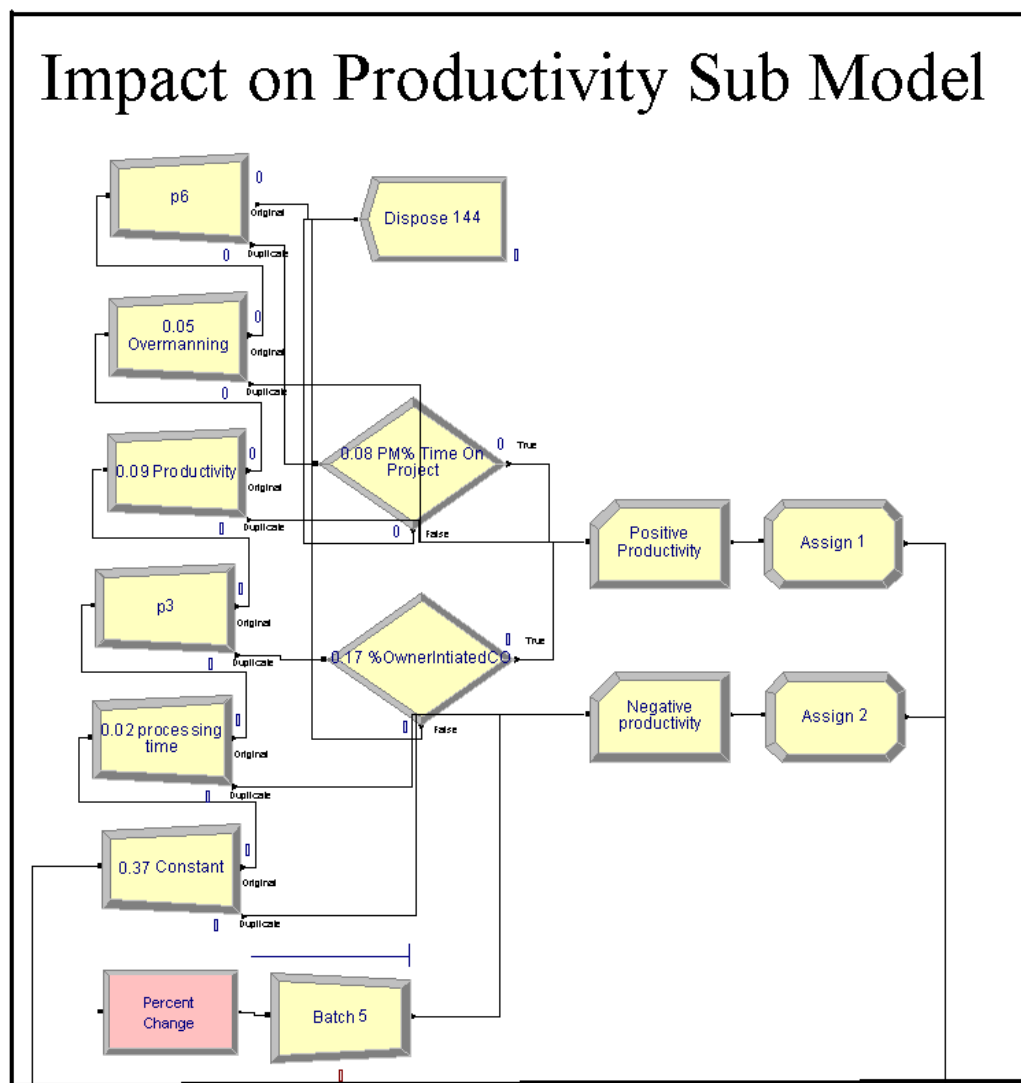 Impact on Productivity Sub Model
p6
0
Original
0
Duplicate
Dispose 144
0
0.05
Overmanning
0
Original
0
Duplicate
0.08 PM% Time On
Project
0
True
0
False
0.09 Productivity
0
Original
0
Duplicate
Positive
Productivity
Assign 1
p3
0
Original
0
Duplicate
0.17 %OwnerIntiatedCO
0
True
0
False
Negative
productivity
Assign 2
0.02 processing
time
0
Original
0
Duplicate
0.37 Constant
0
Original
0
Duplicate
Percent
Change
Batch 5
0